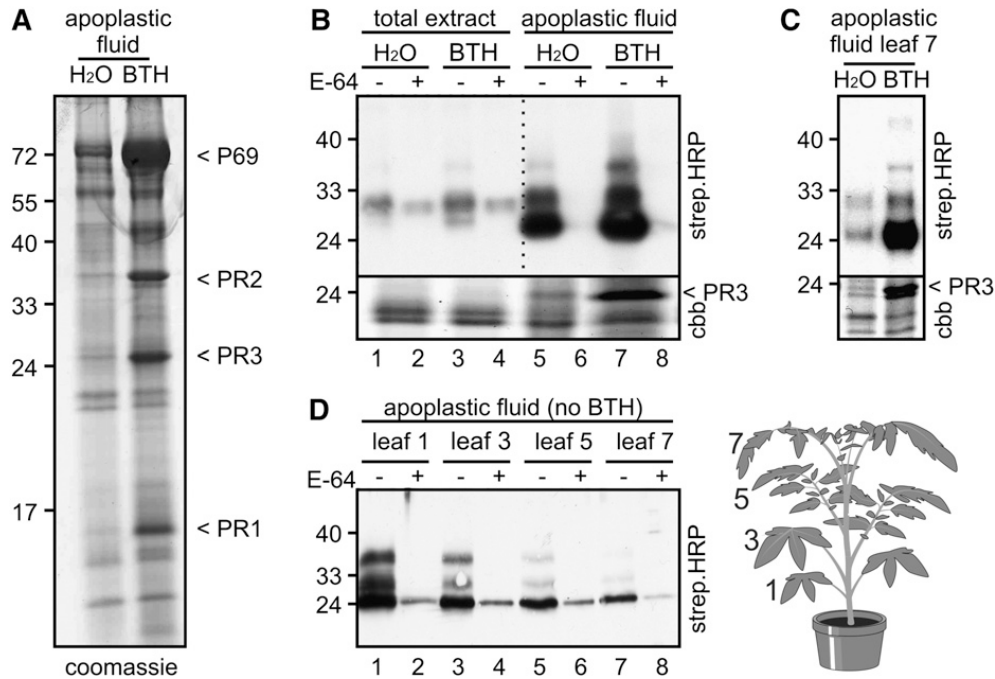 A
apoplastic
fluid
H2O BTH
72
55
40
33
24
17
< P69
< PR2
< PR3
< PR1
coomassie
B
total extract apoplastic fluid
H2O BTH H2O BTH
E-64 - + - + - + - +
40
33
24
strep.HRP
24
< PR3
cbb
1 2 3 4 5 6 7 8
C
apoplastic
fluid leaf 7
H2O BTH
40
33
24
strep.HRP
24
< PR3
cbb
D
apoplastic fluid (no BTH)
leaf 1 leaf 3 leaf 5 leaf 7
E-64 - + - + - + - +
40
33
24
strep.HRP
1 2 3 4 5 6 7 8
7
5
3
1